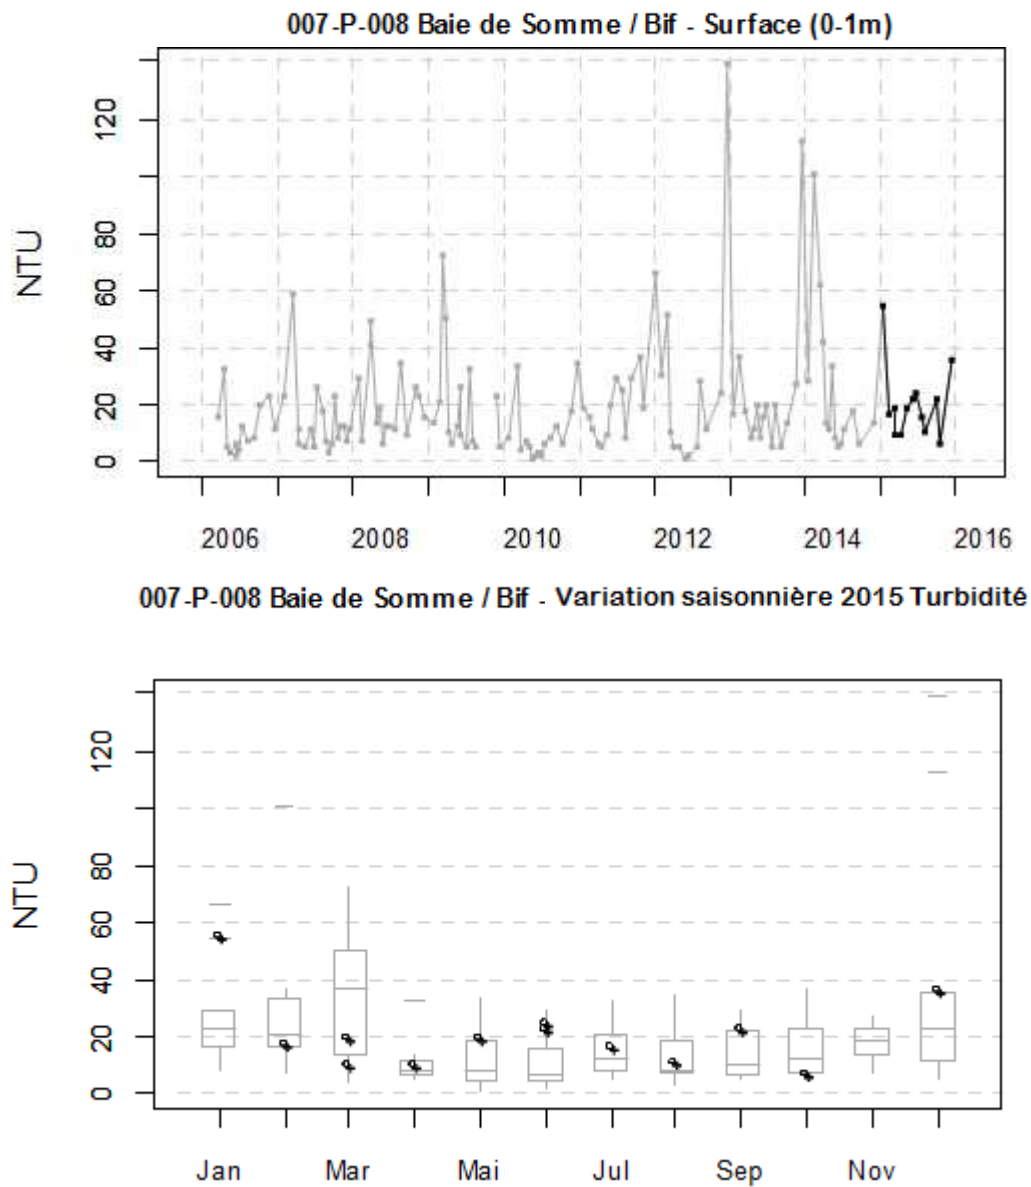 007-P-008 Baie de Somme / Bif - Surface (0-1m)
120
80
60
40
20
0
NTU
2006 2008 2010 2012 2014 2016
007-P-008 Baie de Somme / Bif - Variation saisonnière 2015 Turbidité
120
80
60
40
20
0
NTU
Jan Mar Mai Jul Sep Nov